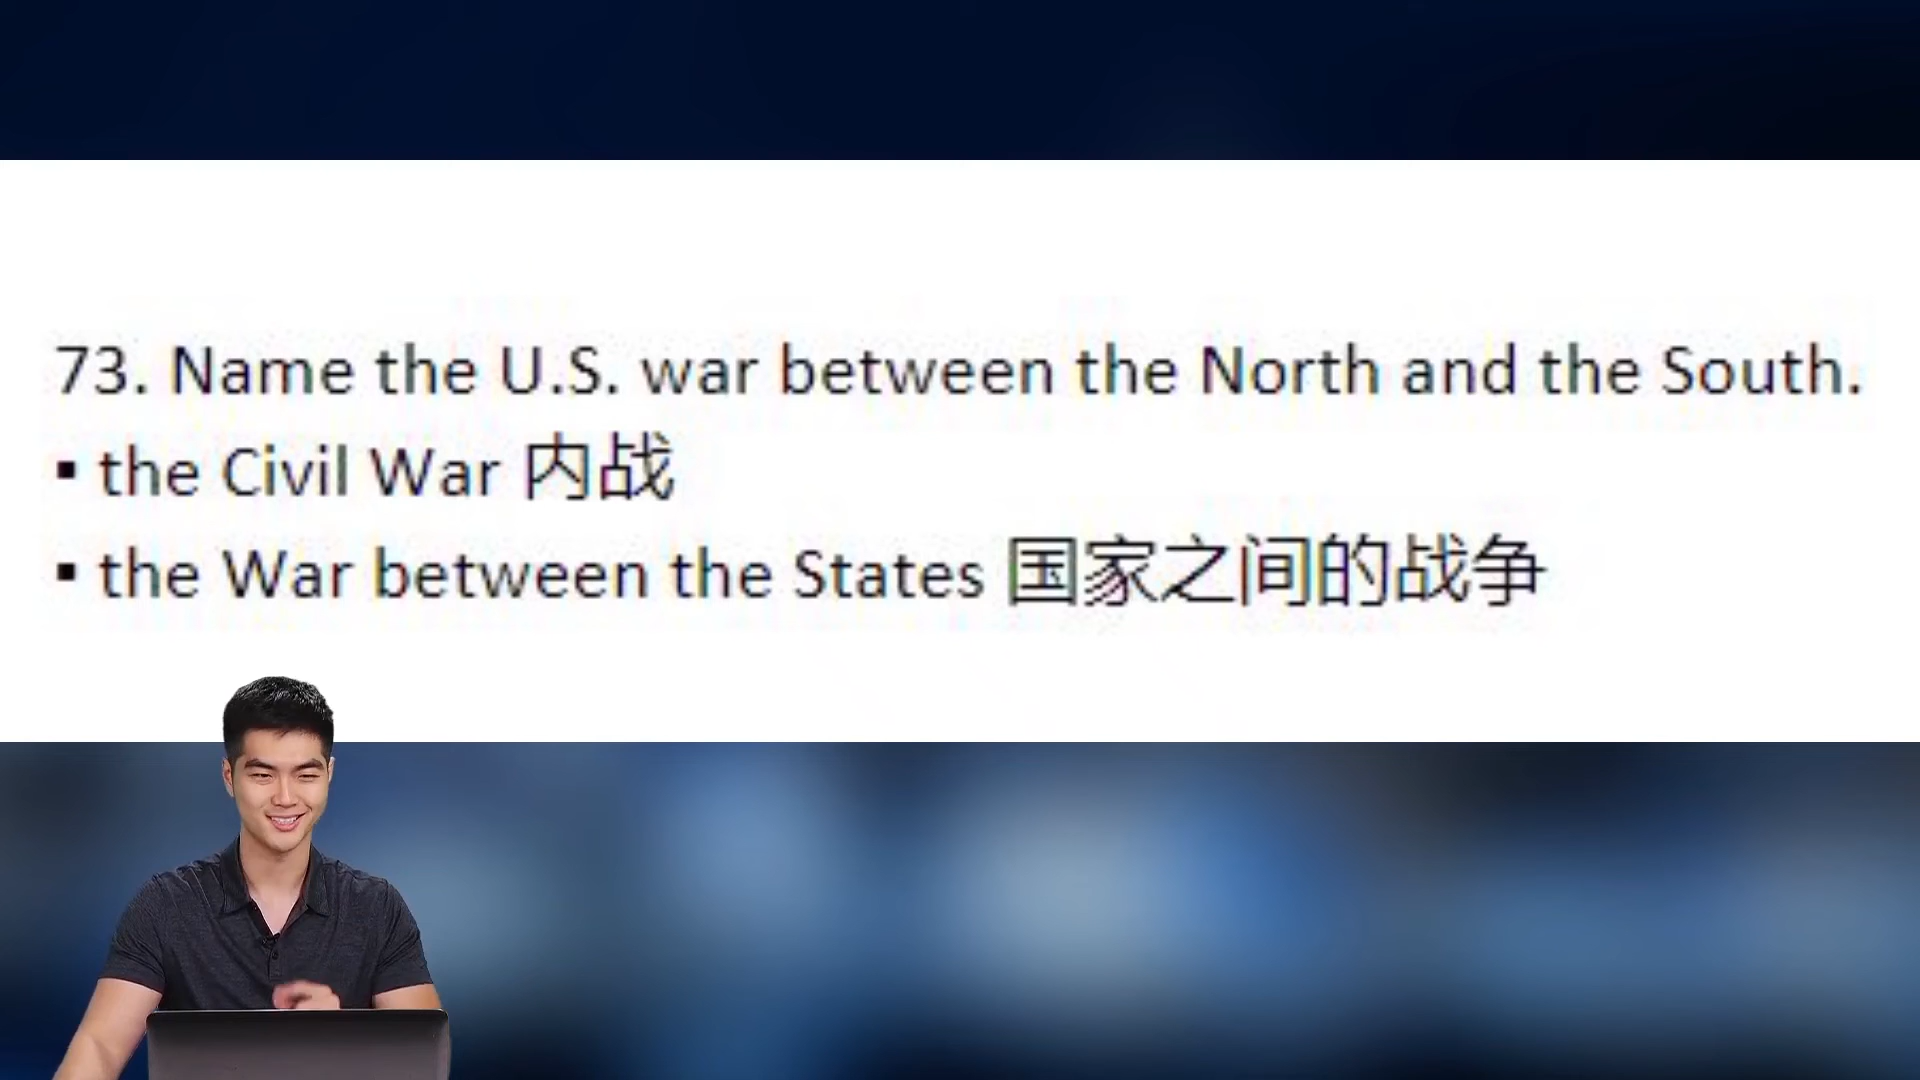 73. Name the U.S. war between the North and the South.
▪ the Civil War 内战
▪ the War between the States 国家之间的战争